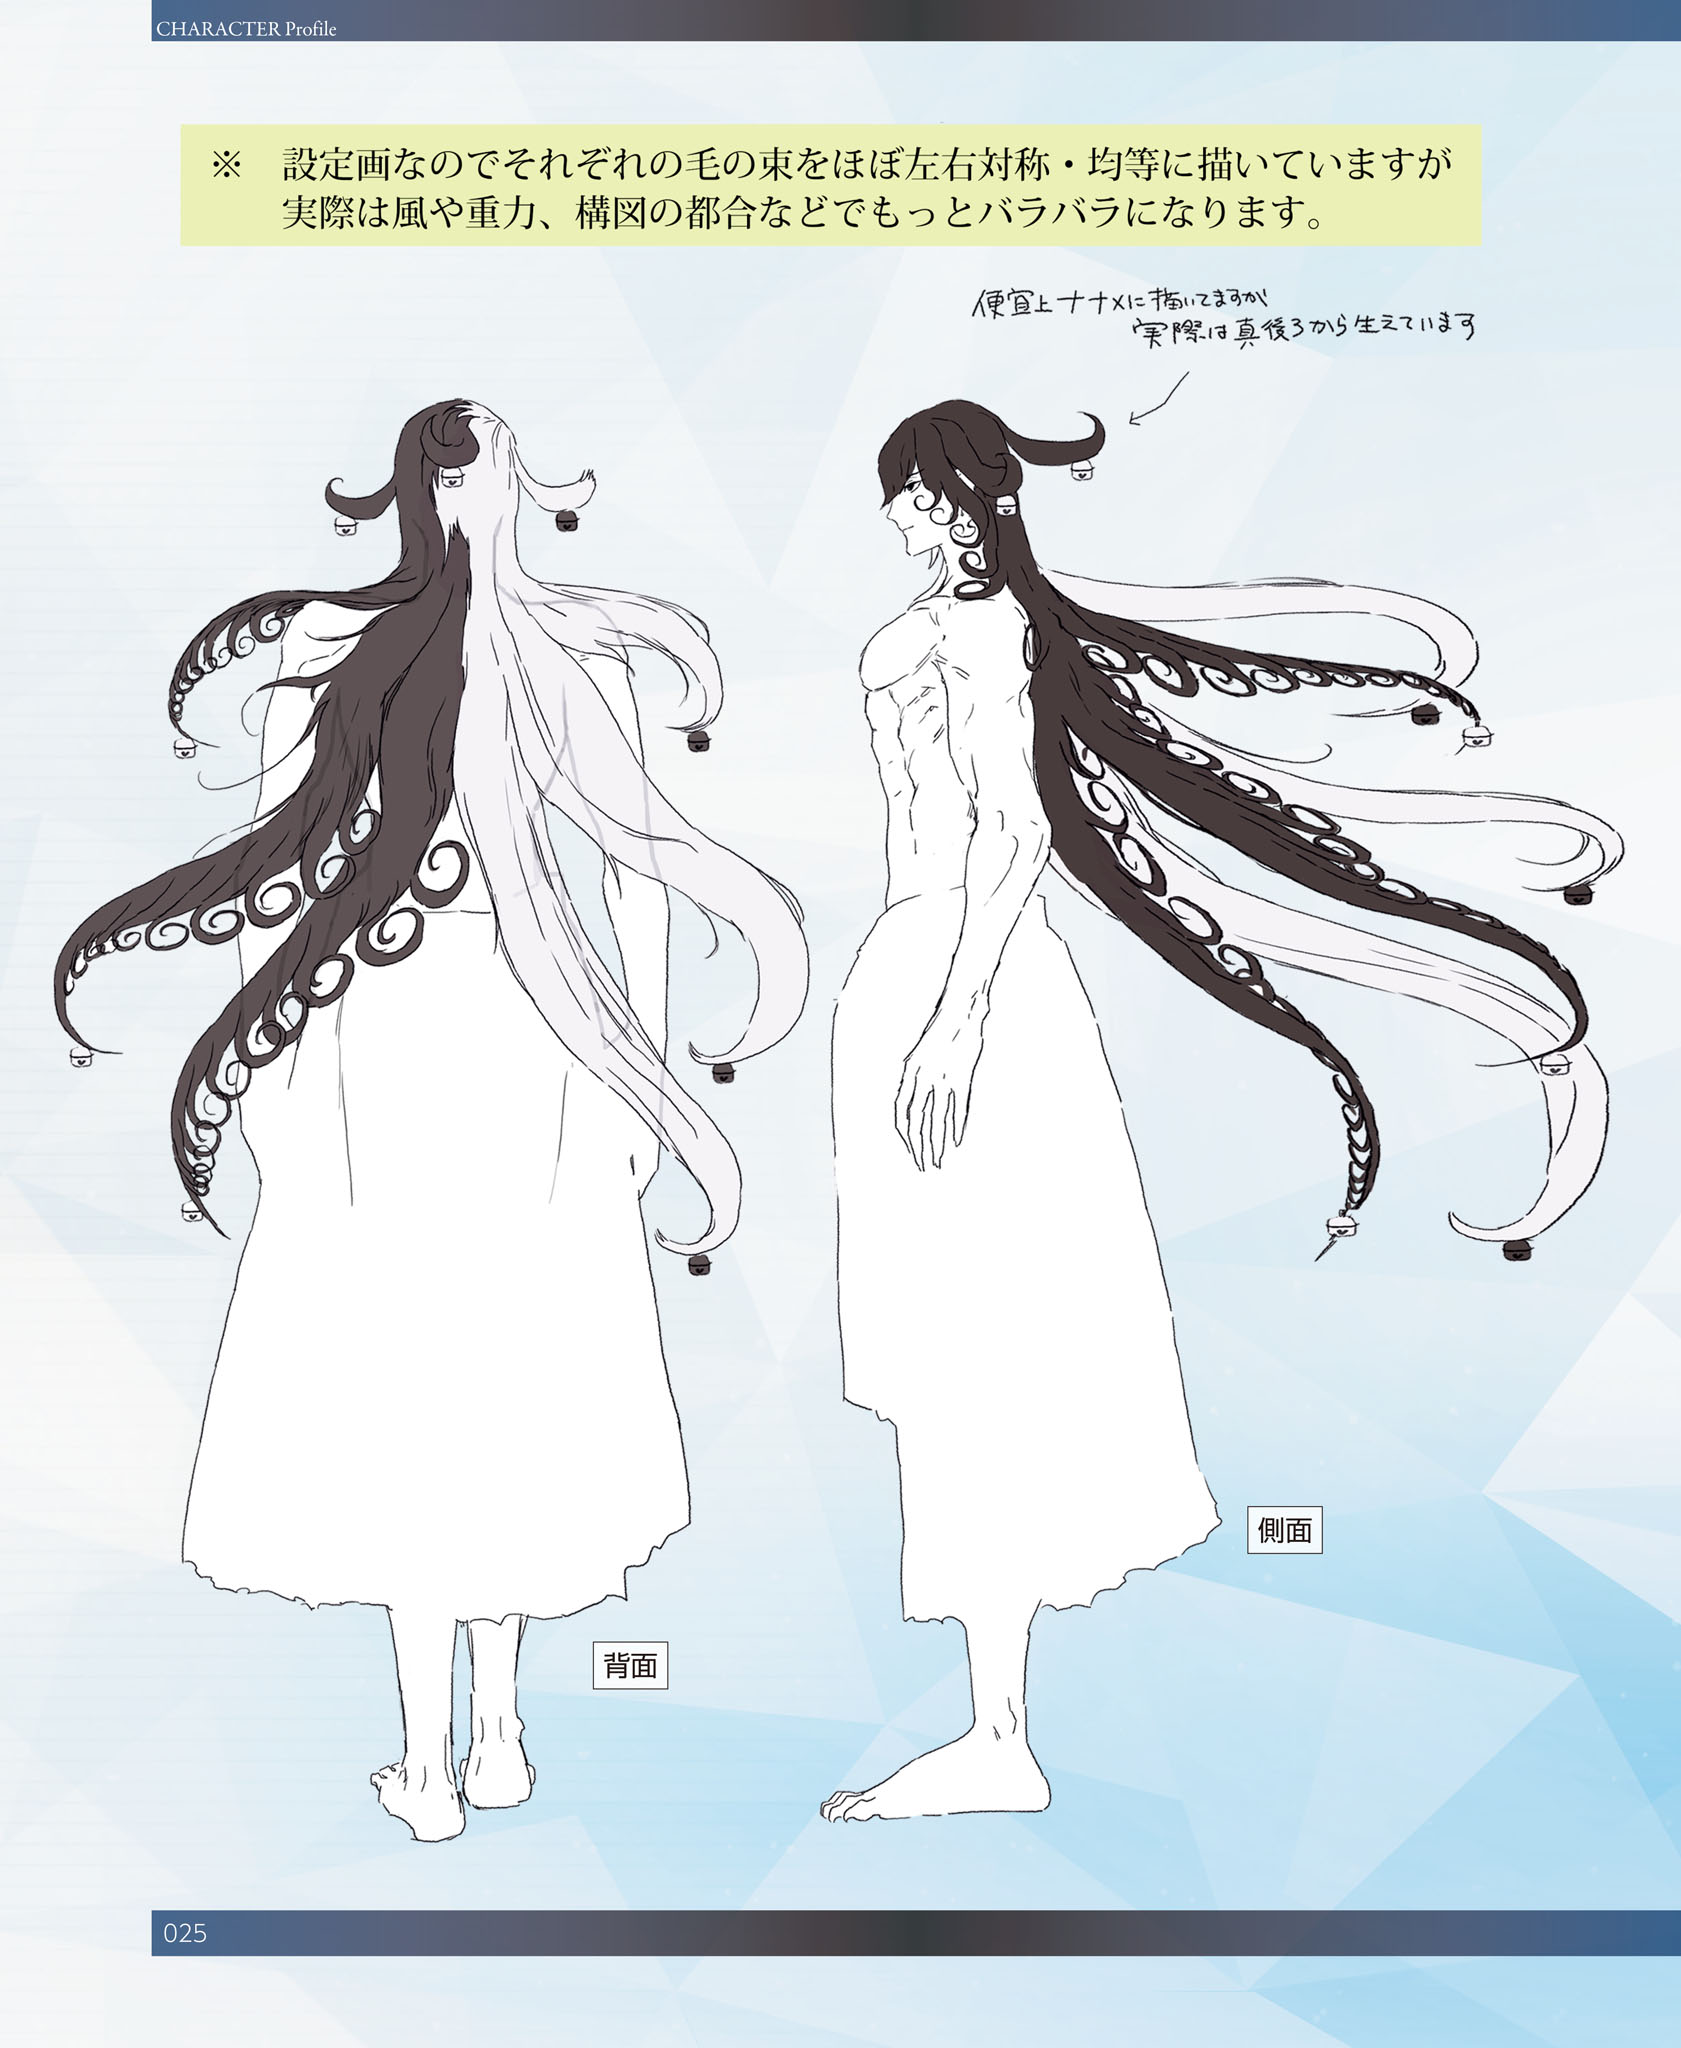 CHARACTER Profile
※　設定画なのでそれぞれの毛の束をほぼ左右対称・均等に描いていますが
実際は風や重力、構図の都合などでもっとバラバラになります。
便宜上ナナメに描いてますが
実際は真後ろから生えています
側面
背面
025